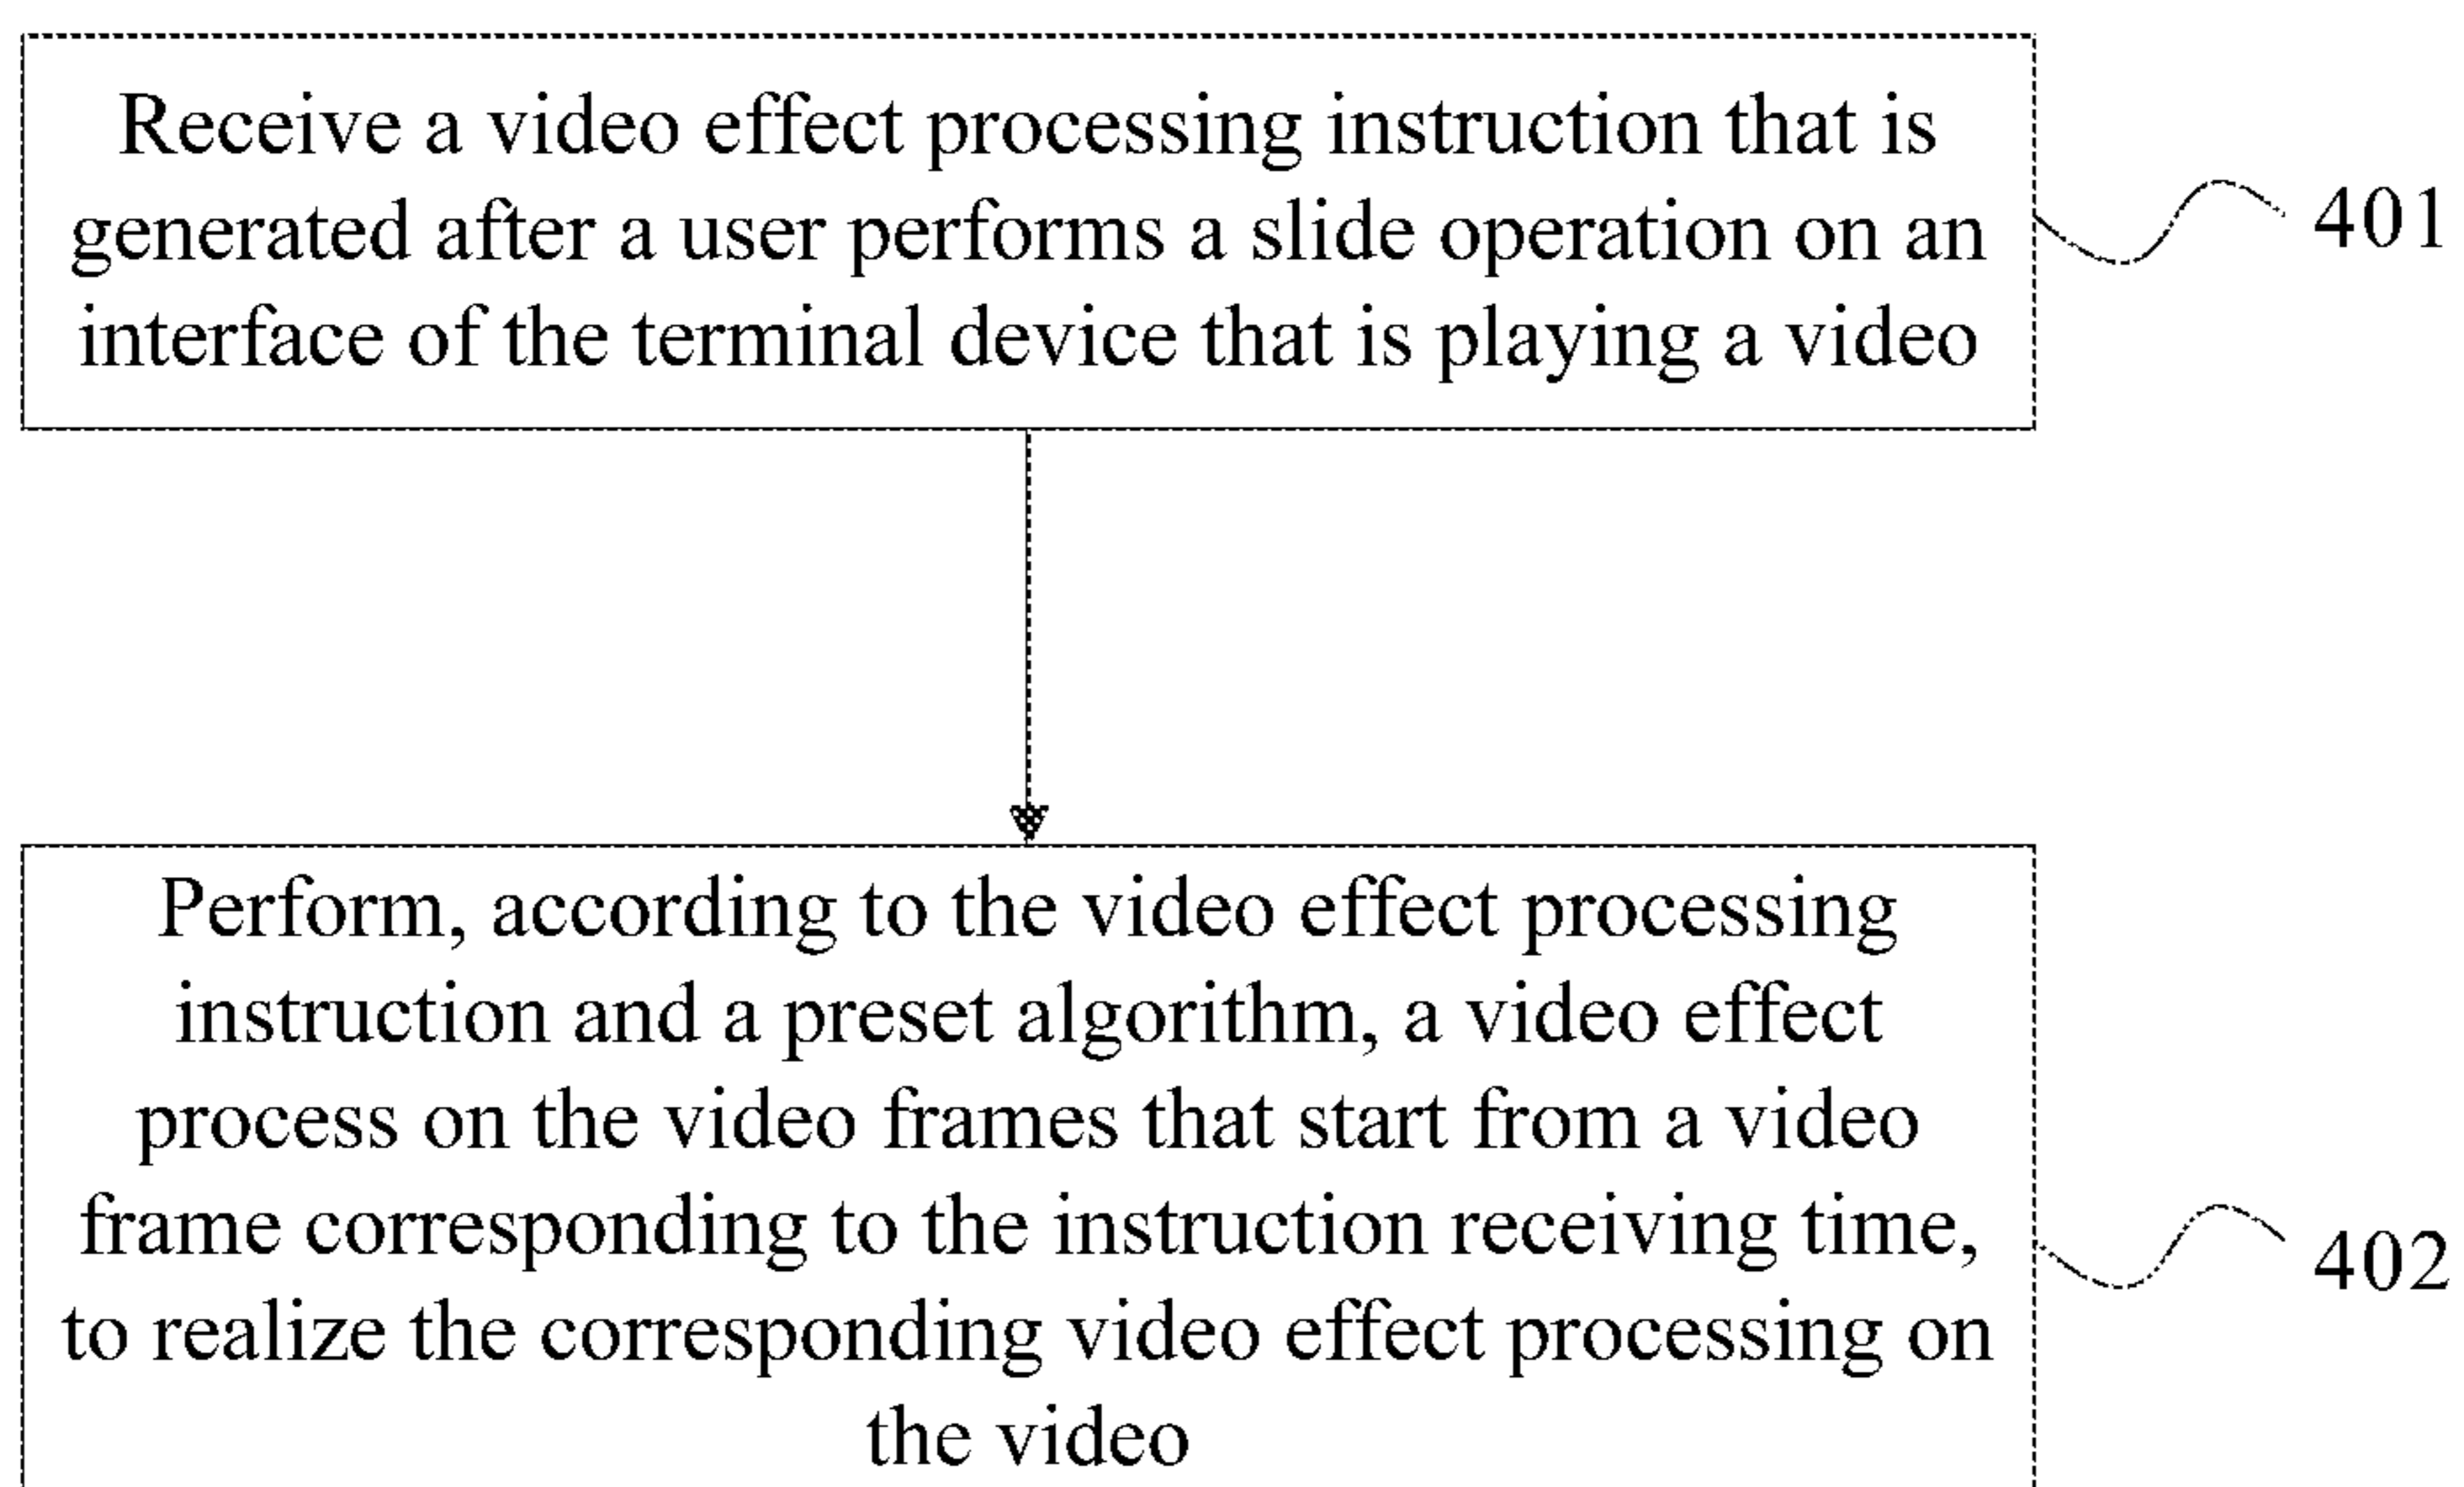 Receive a video effect processing instruction that is
generated after a user performs a slide operation on an
interface of the terminal device that is playing a video
401
Perform, according to the video effect processing
instruction and a preset algorithm, a video effect
process on the video frames that start from a video
frame corresponding to the instruction receiving time,
to realize the corresponding video effect processing on
the video
402